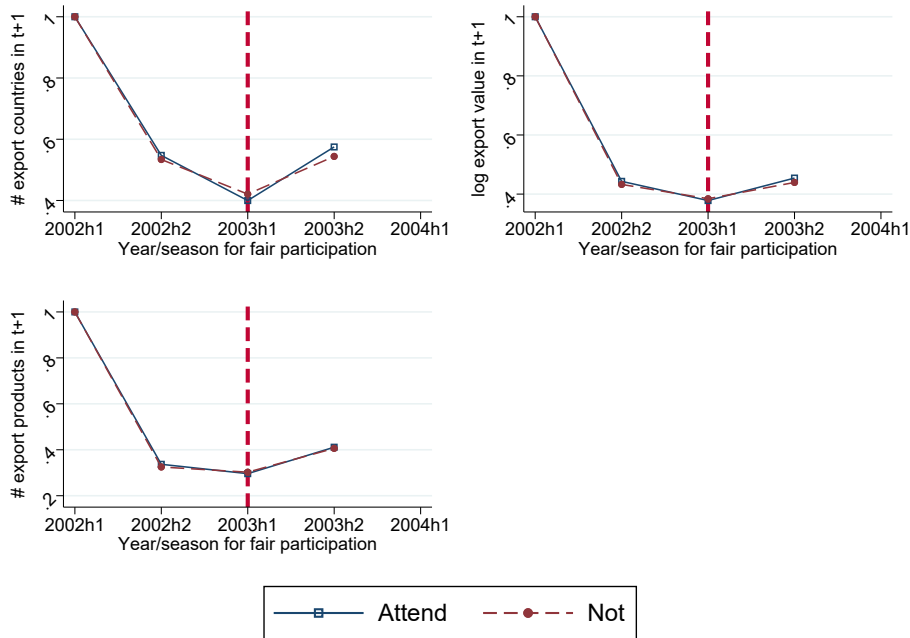 # export countries in t+1
1
.8
.6
.4
2002h1 2002h2 2003h1 2003h2 2004h1
Year/season for fair participation
log export value in t+1
1
.8
.6
.4
2002h1 2002h2 2003h1 2003h2 2004h1
Year/season for fair participation
# export products in t+1
1
.8
.6
.4
.2
2002h1 2002h2 2003h1 2003h2 2004h1
Year/season for fair participation
Attend Not